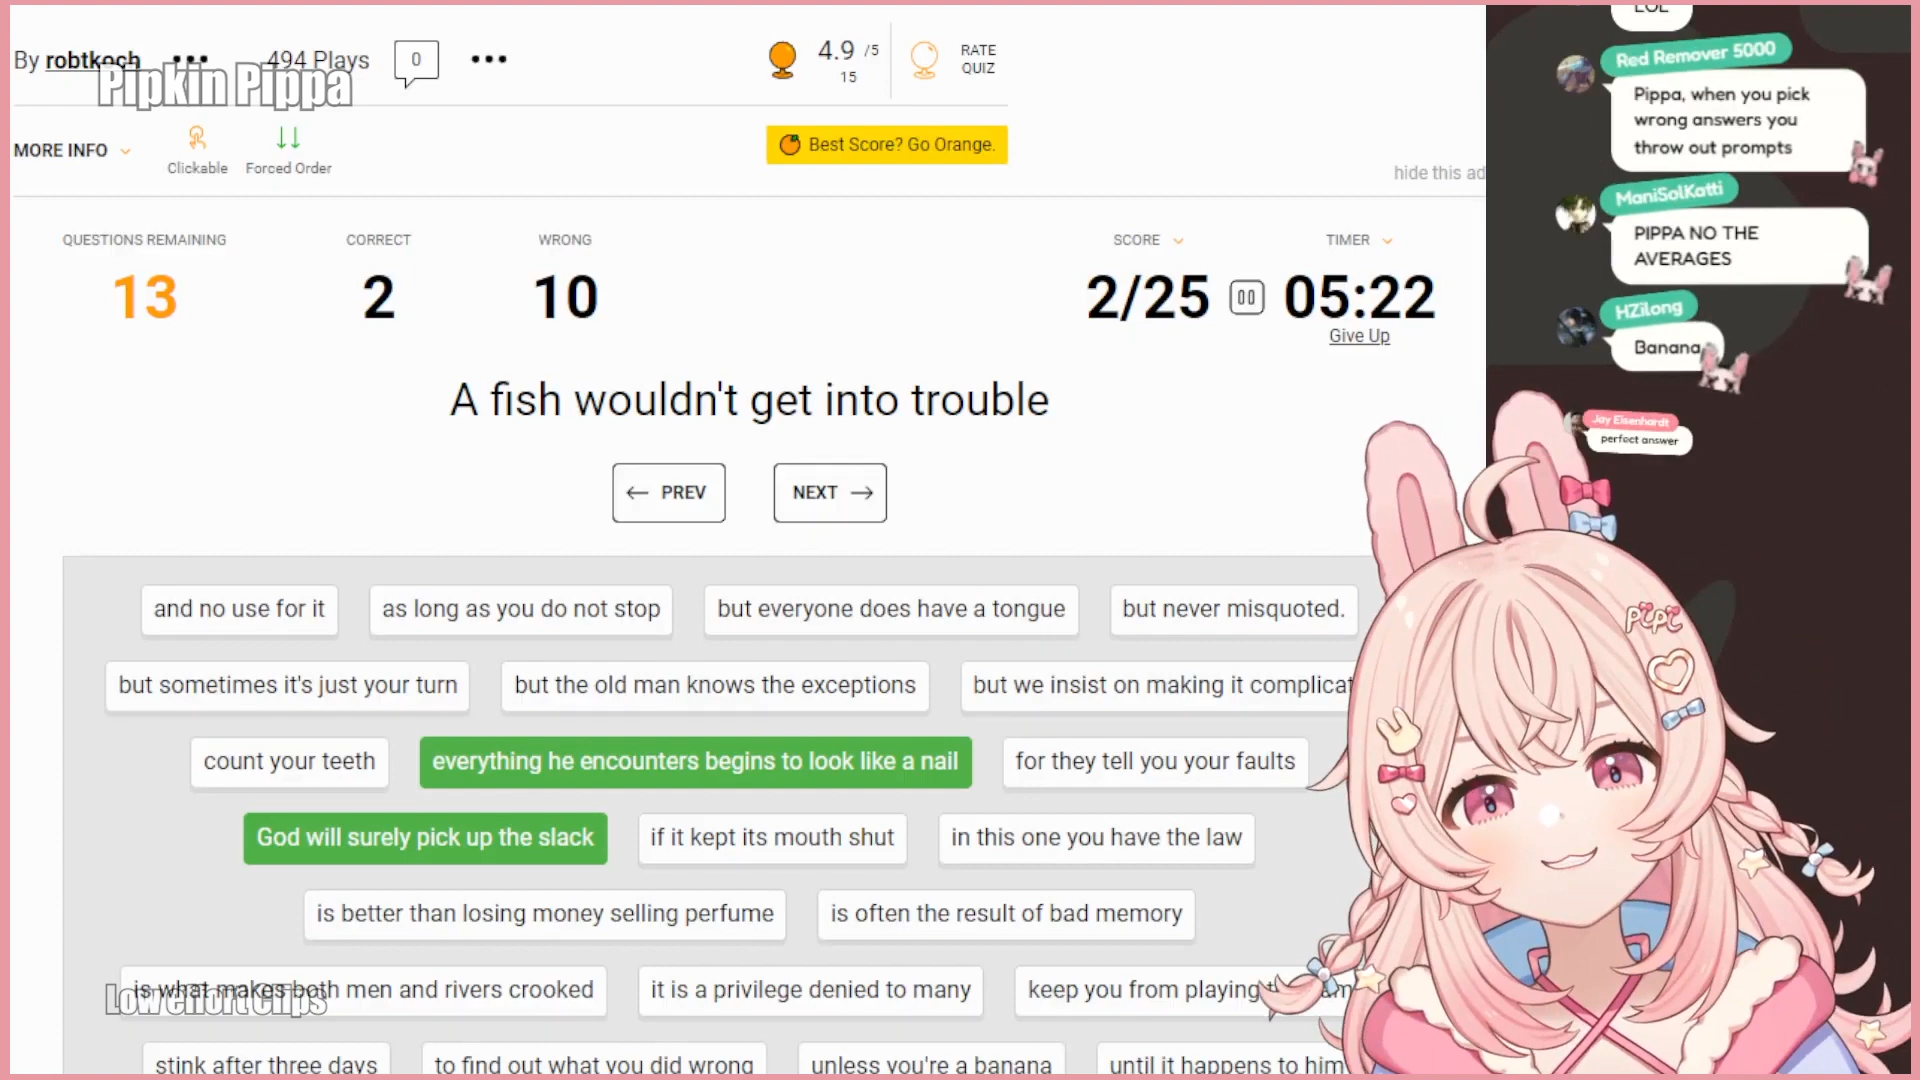 LOL
By robtkoch
494 Plays
0
4.9 /5
15
RATE
QUIZ
Pipkin Pippa
MORE INFO
Clickable
Forced Order
Best Score? Go Orange.
hide this ad
QUESTIONS REMAINING
13
CORRECT
2
WRONG
10
SCORE
2/25
TIMER
05:22
Give Up
A fish wouldn't get into trouble
← PREV
NEXT →
and no use for it
as long as you do not stop
but everyone does have a tongue
but never misquoted.
but sometimes it's just your turn
but the old man knows the exceptions
but we insist on making it complicat
count your teeth
everything he encounters begins to look like a nail
for they tell you your faults
God will surely pick up the slack
if it kept its mouth shut
in this one you have the law
is better than losing money selling perfume
is often the result of bad memory
is what makes both men and rivers crooked
it is a privilege denied to many
keep you from playing
stink after three days
to find out what you did wrong
unless you're a banana
until it happens to him
Low effort clips
Red Remover 5000
Pippa, when you pick
wrong answers you
throw out prompts
ManiSolKatti
PIPPA NO THE
AVERAGES
HZilong
Banana
Jay Eisenhardt
perfect answer
pipi